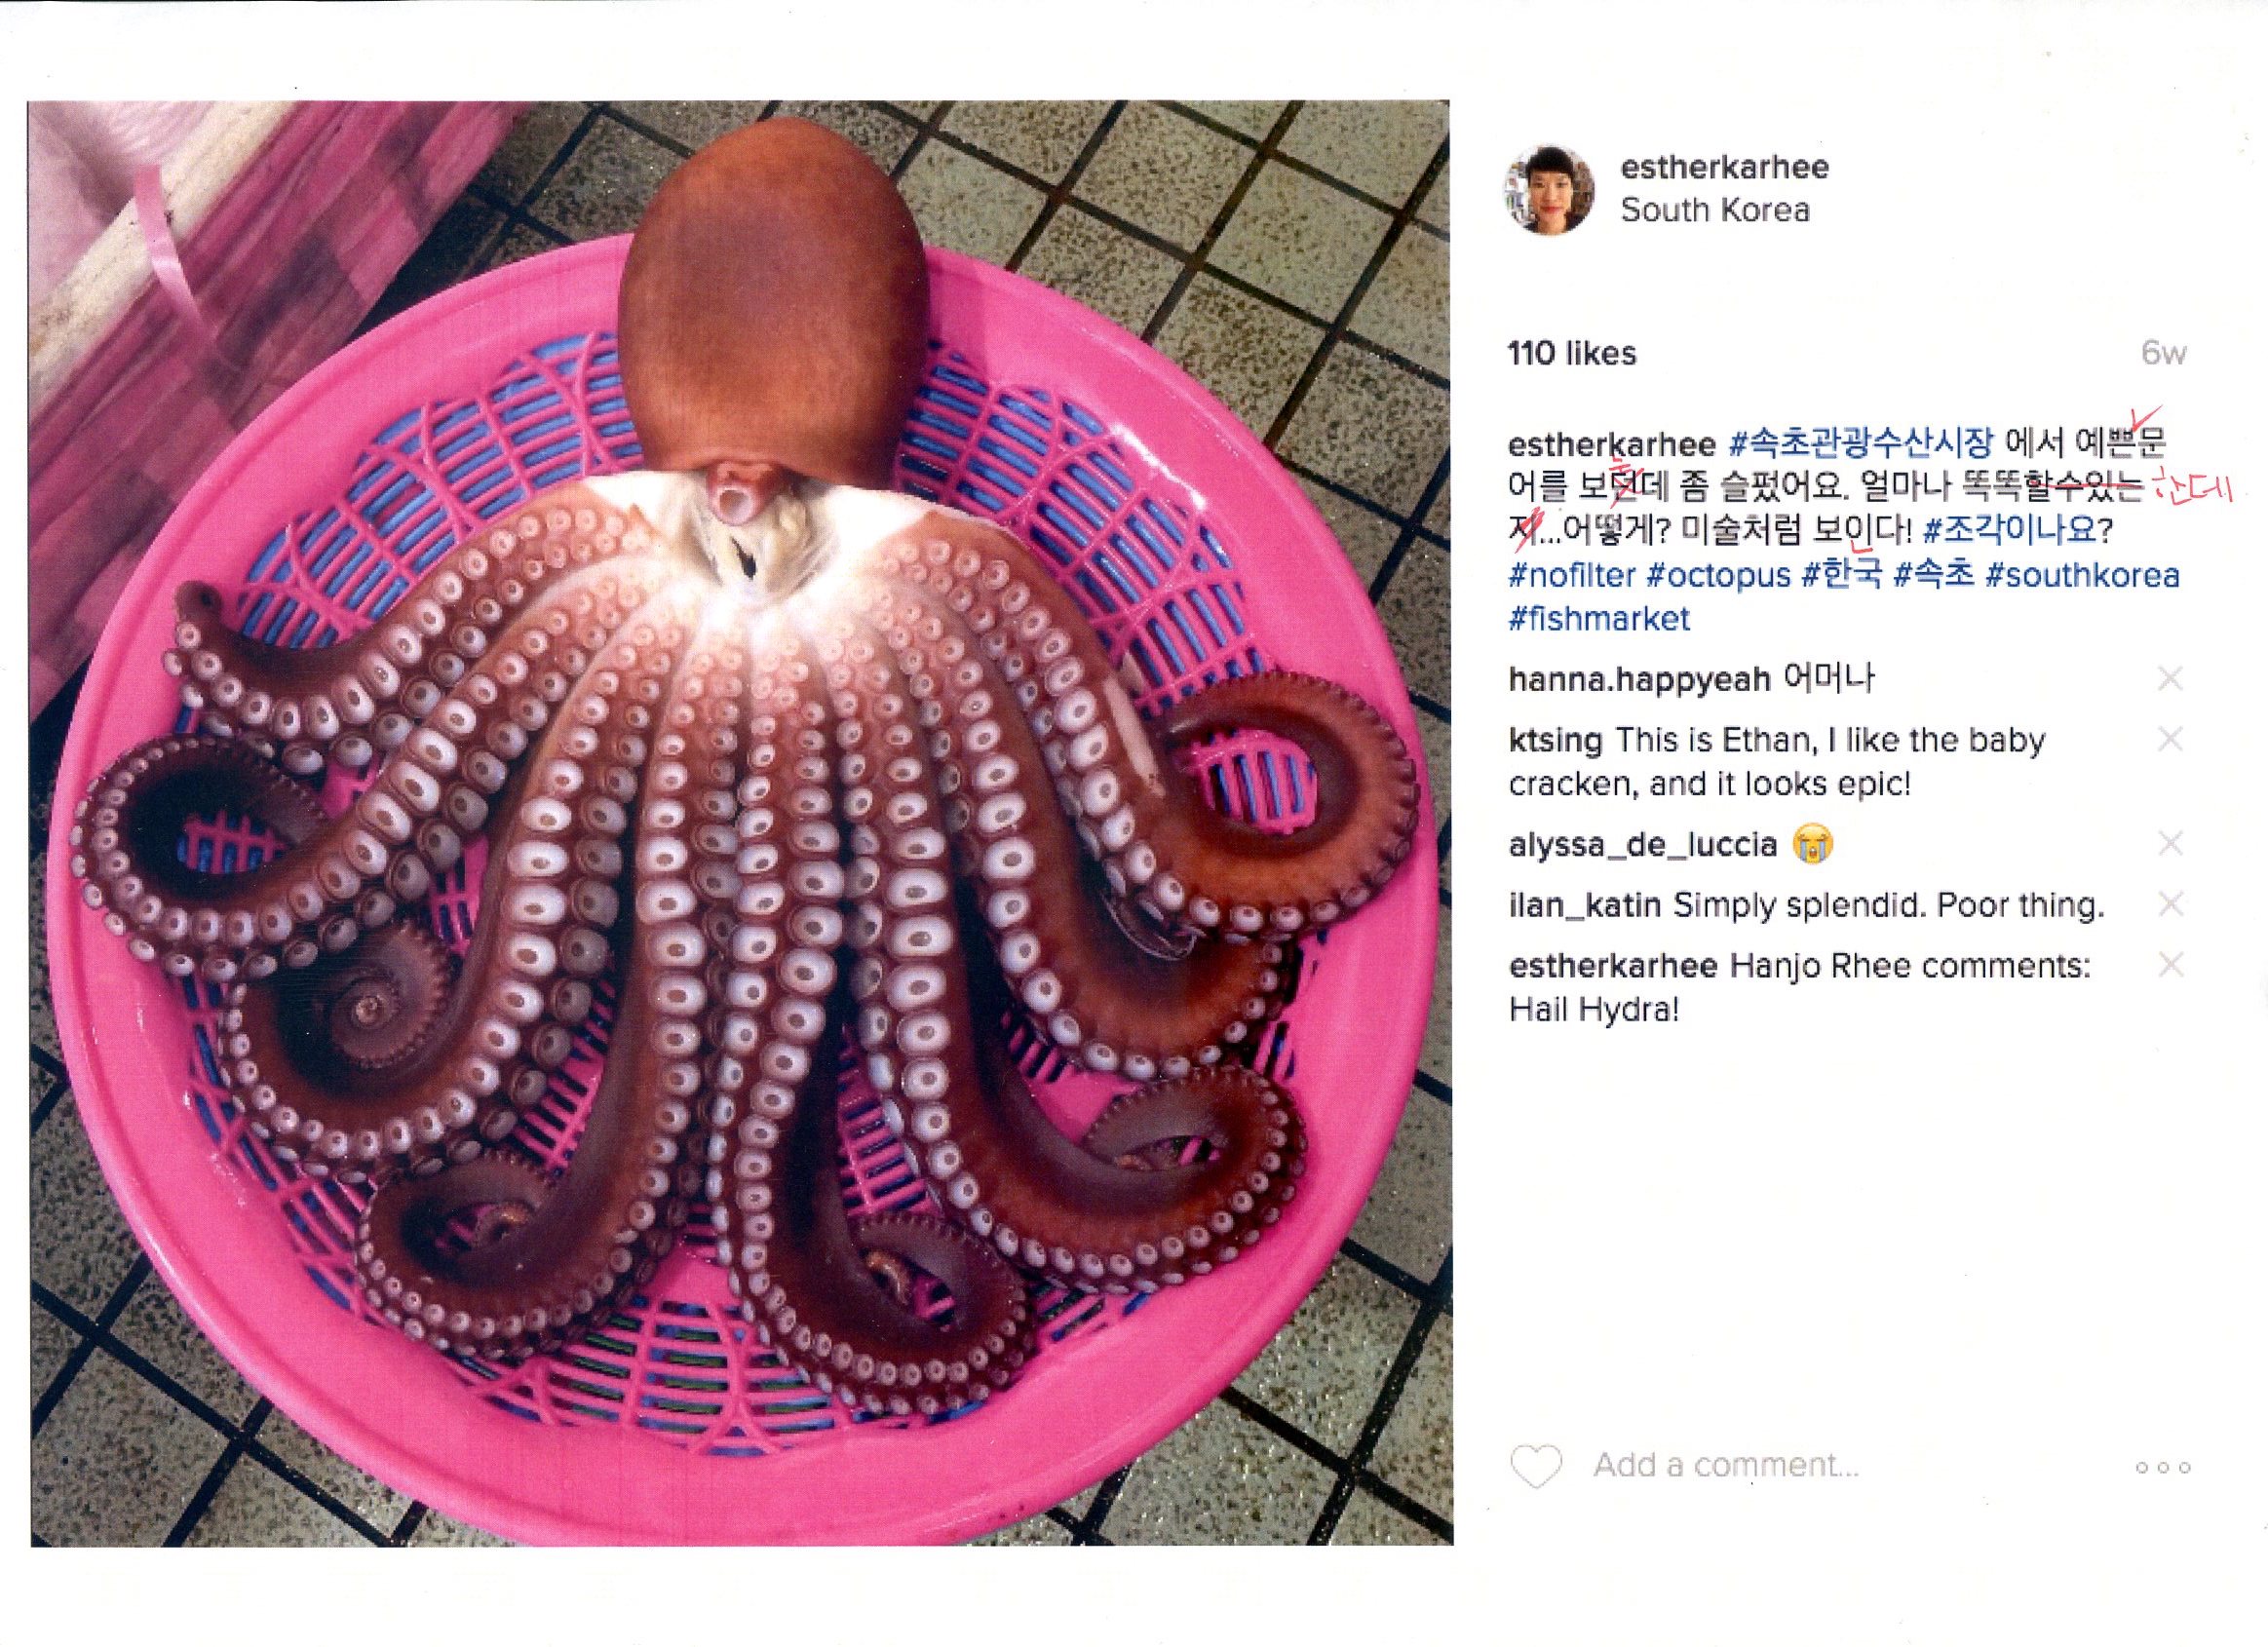 estherkarhee
South Korea
110 likes 6w
estherkarhee #속초관광수산시장 에서 예쁜문
어를 보던데 좀 슬펐어요. 얼마나 똑똑할수있는 한데
지...어떻게? 미술처럼 보이다! #조각이나요?
#nofilter #octopus #한국 #속초 #southkorea
#fishmarket
hanna.happyeah 어머나
ktsing This is Ethan, I like the baby
cracken, and it looks epic!
alyssa_de_luccia 😭
ilan_katin Simply splendid. Poor thing.
estherkarhee Hanjo Rhee comments:
Hail Hydra!
Add a comment...